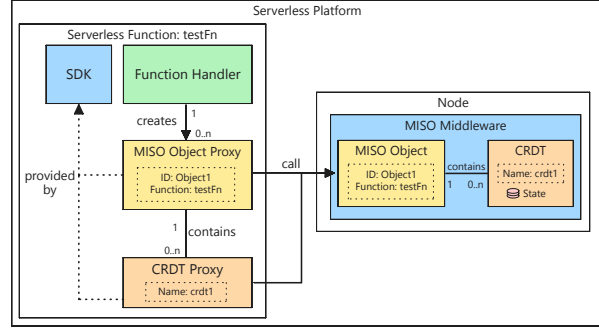 Serverless Platform
Serverless Function: testFn
SDK
Function Handler
creates
1
0..n
MISO Object Proxy
ID: Object1
Function: testFn
provided
by
1
contains
0..n
CRDT Proxy
Name: crdt1
call
Node
MISO Middleware
MISO Object
ID: Object1
Function: testFn
contains
1
0..n
CRDT
Name: crdt1
State